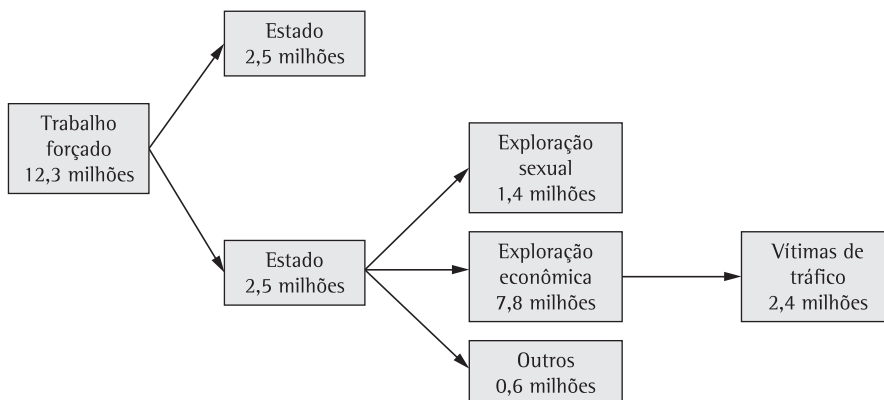 Estado
2,5 milhões
Trabalho
forçado
12,3 milhões
Exploração
sexual
1,4 milhões
Estado
2,5 milhões
Exploração
econômica
7,8 milhões
Vítimas de
tráfico
2,4 milhões
Outros
0,6 milhões